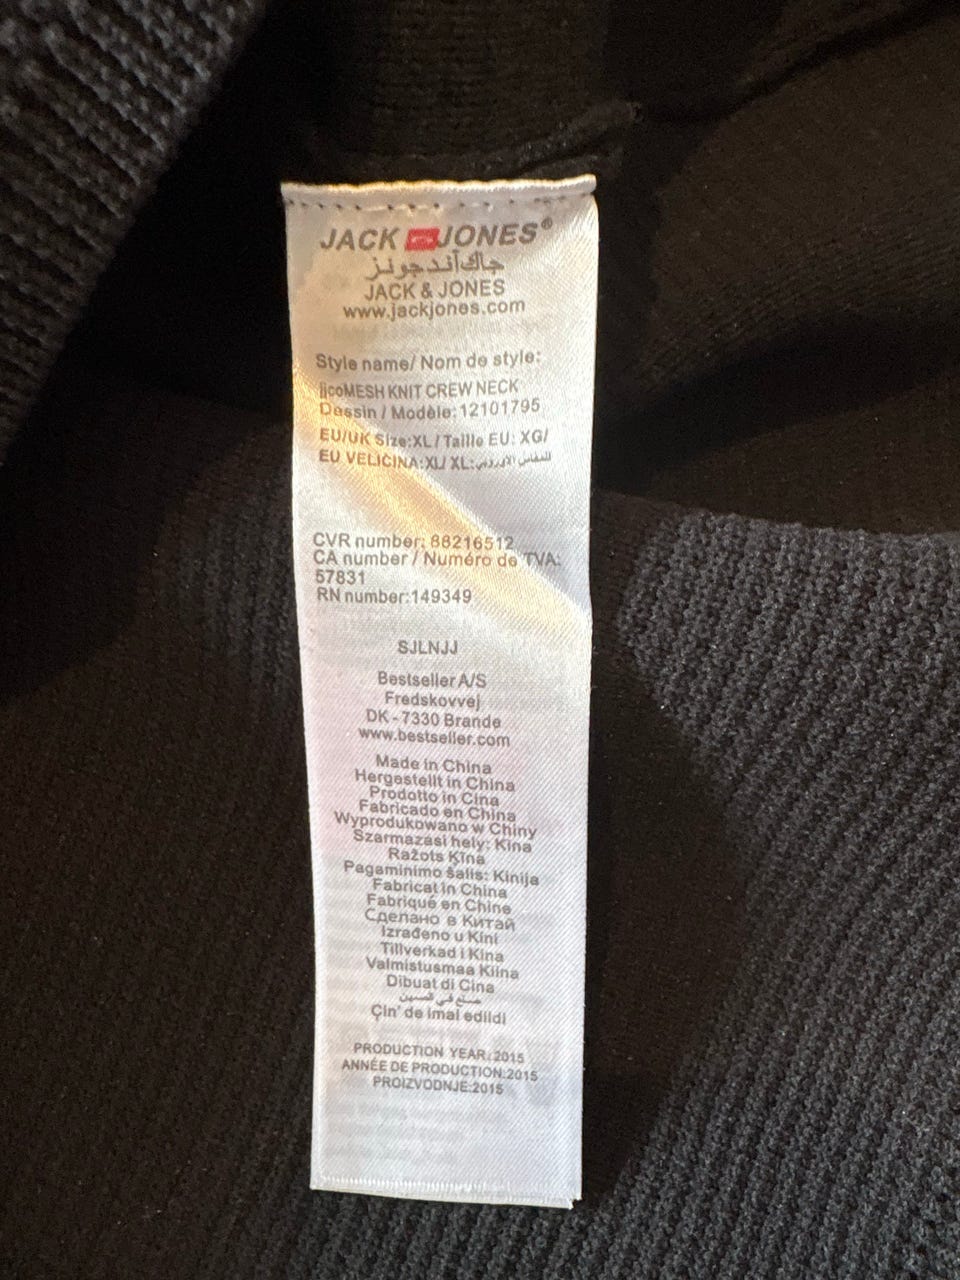 JACK JONES®
جاك آند جونز
JACK & JONES
www.jackjones.com
Style name/ Nom de style:
jjcoMESH KNIT CREW NECK
Dessin / Modèle: 12101795
EU/UK Size:XL / Taille EU: XG/
EU VELICINA:XL/ XL:المقاس الأوروبي
CVR number: 88216512
CA number / Numéro de TVA:
57831
RN number:149349
SJLNJJ
Bestseller A/S
Fredskovvej
DK - 7330 Brande
www.bestseller.com
Made in China
Hergestellt in China
Prodotto in Cina
Fabricado en China
Wyprodukowano w Chiny
Szarmazasi hely: Kina
Ražots Ķīna
Pagaminimo šalis: Kinija
Fabricat in China
Fabriqué en Chine
Сделано в Китай
Izrađeno u Kini
Tillverkad i Kina
Valmistusmaa Kiina
Dibuat di Cina
صنع في الصين
Çin' de imal edildi
PRODUCTION YEAR:2015
ANNÉE DE PRODUCTION:2015
PROIZVODNJE:2015